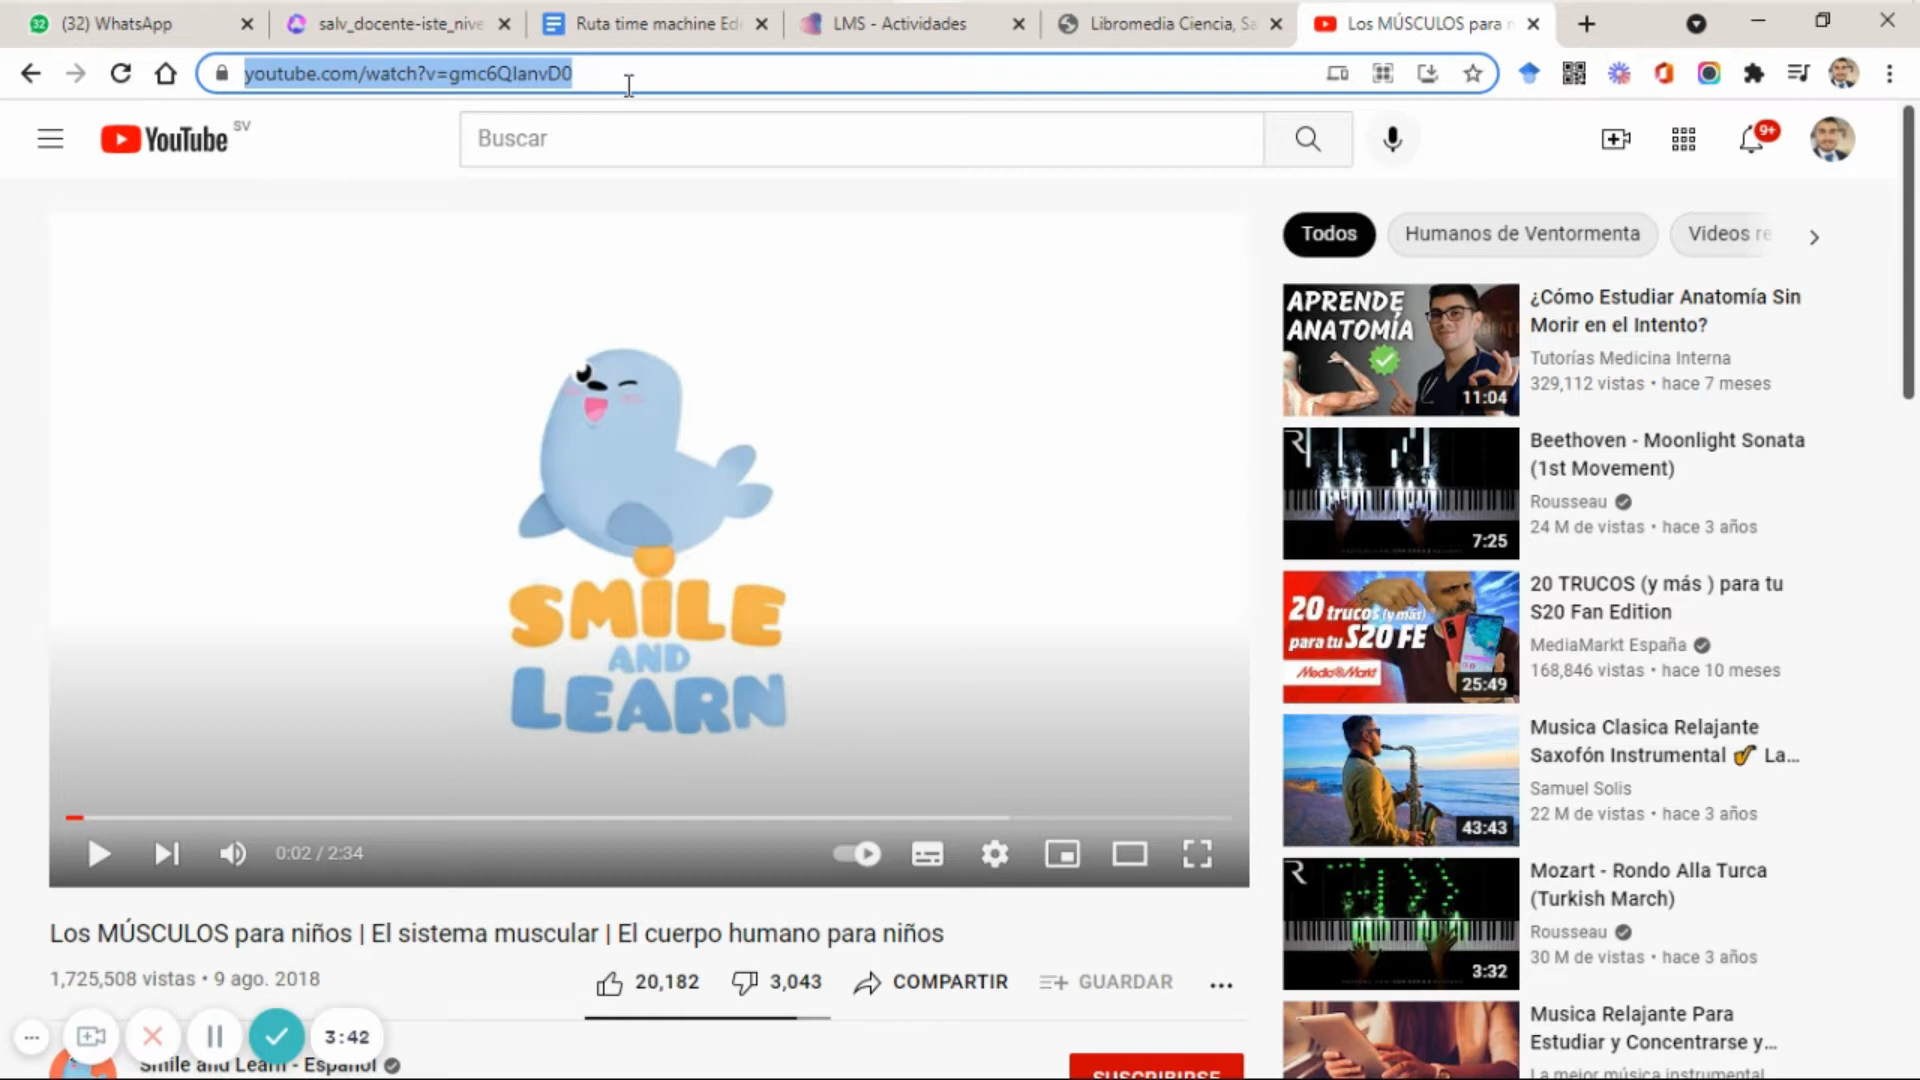 32
(32) WhatsApp
salv_docente-iste_nive
Ruta time machine Ed
LMS - Actividades
Libromedia Ciencia, Sa
Los MÚSCULOS para n
youtube.com/watch?v=gmc6QIanvD0
YouTube SV
Buscar
9+
Todos
Humanos de Ventormenta
Videos re
SMILE
AND
LEARN
0:02 / 2:34
APRENDE
ANATOMÍA
11:04
¿Cómo Estudiar Anatomía Sin
Morir en el Intento?
Tutorías Medicina Interna
329,112 vistas • hace 7 meses
R
7:25
Beethoven - Moonlight Sonata
(1st Movement)
Rousseau
24 M de vistas • hace 3 años
20 trucos (y más)
para tu S20 FE
MediaMarkt
25:49
20 TRUCOS (y más ) para tu
S20 Fan Edition
MediaMarkt España
168,846 vistas • hace 10 meses
43:43
Musica Clasica Relajante
Saxofón Instrumental 🎷 La...
Samuel Solis
22 M de vistas • hace 3 años
R
3:32
Mozart - Rondo Alla Turca
(Turkish March)
Rousseau
30 M de vistas • hace 3 años
Musica Relajante Para
Estudiar y Concentrarse y...
La mejor música instrumental
Los MÚSCULOS para niños | El sistema muscular | El cuerpo humano para niños
1,725,508 vistas • 9 ago. 2018
20,182
3,043
COMPARTIR
GUARDAR
3:42
Smile and Learn - Español
SUSCRIBIRSE